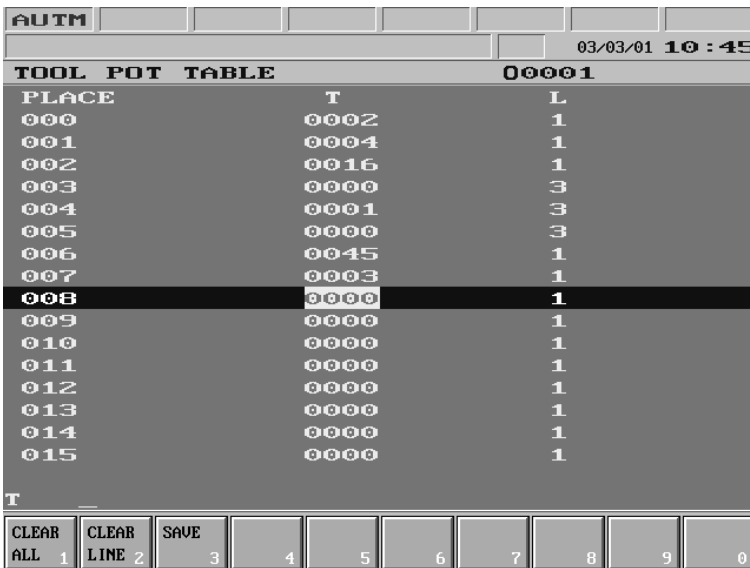 AUTM
03/03/01 10:45
TOOL POT TABLE O0001
PLACE T L
000 0002 1
001 0004 1
002 0016 1
003 0000 3
004 0001 3
005 0000 3
006 0045 1
007 0003 1
008 0000 1
009 0000 1
010 0000 1
011 0000 1
012 0000 1
013 0000 1
014 0000 1
015 0000 1
T _
CLEAR ALL 1 CLEAR LINE 2 SAVE 3 4 5 6 7 8 9 0